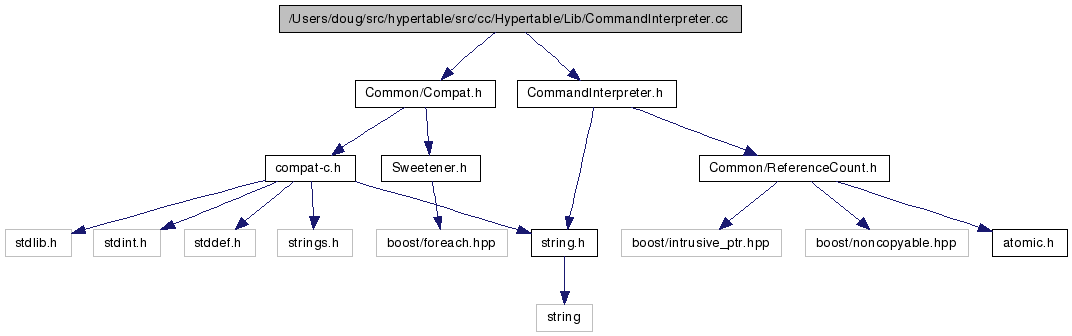 /Users/doug/src/hypertable/src/cc/Hypertable/Lib/CommandInterpreter.cc
Common/Compat.h
CommandInterpreter.h
compat-c.h
Sweetener.h
Common/ReferenceCount.h
stdlib.h
stdint.h
stddef.h
strings.h
boost/foreach.hpp
string.h
boost/intrusive_ptr.hpp
boost/noncopyable.hpp
atomic.h
string